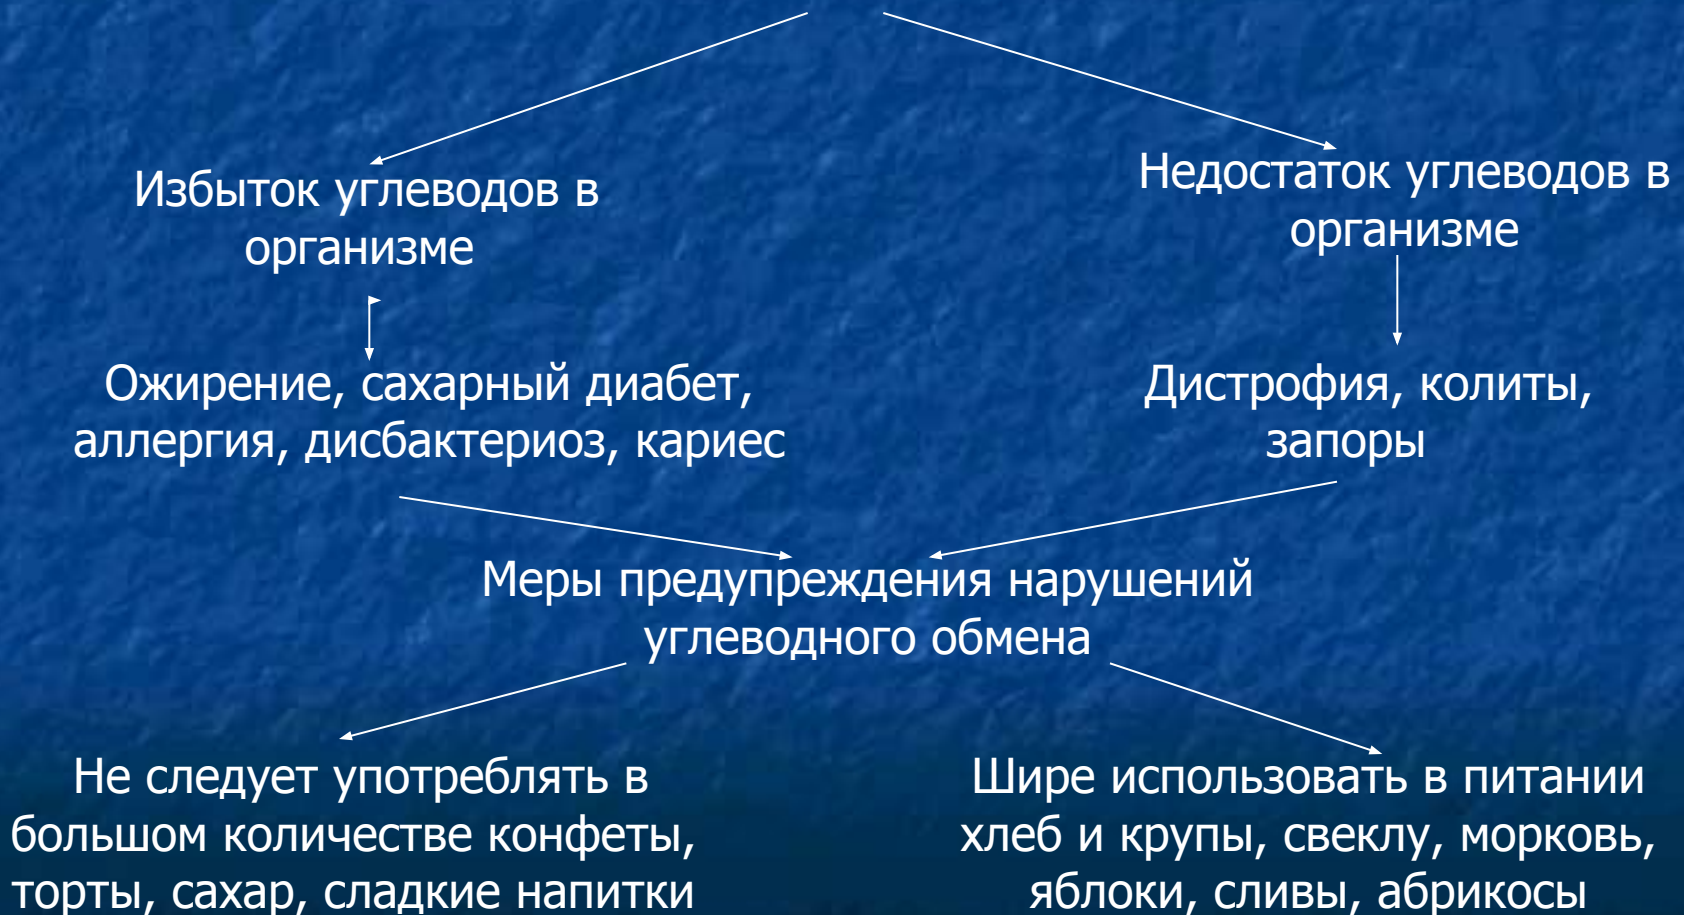 Избыток углеводов в
организме
Недостаток углеводов в
организме
Ожирение, сахарный диабет,
аллергия, дисбактериоз, кариес
Дистрофия, колиты,
запоры
Меры предупреждения нарушений
углеводного обмена
Не следует употреблять в
большом количестве конфеты,
торты, сахар, сладкие напитки
Шире использовать в питании
хлеб и крупы, свеклу, морковь,
яблоки, сливы, абрикосы